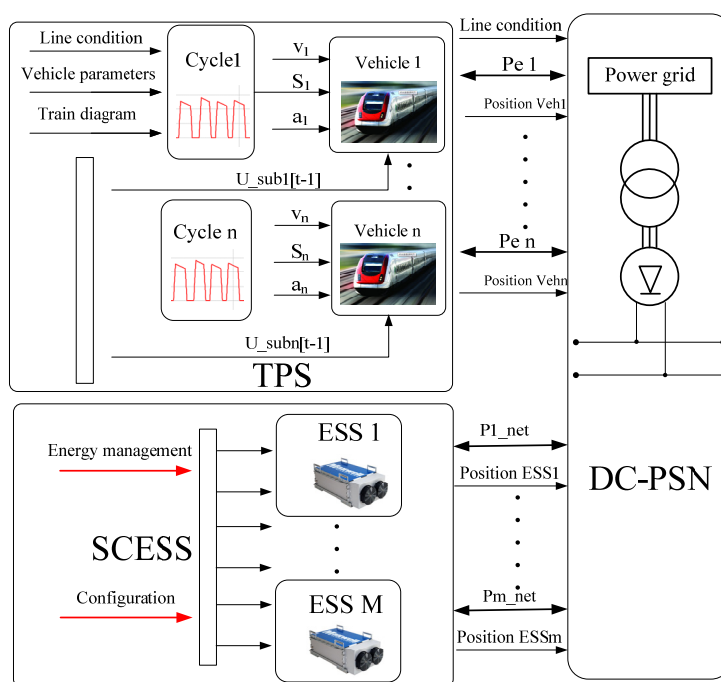 Line condition
Vehicle parameters
Train diagram
Cycle1
v1
S1
a1
Vehicle 1
U_sub1[t-1]
Cycle n
vn
Sn
an
Vehicle n
U_subn[t-1]
TPS
Line condition
Pe 1
Position Veh1
Pe n
Position Vehn
Power grid
DC-PSN
Energy management
SCESS
Configuration
ESS 1
ESS M
P1_net
Position ESS1
Pm_net
Position ESSm